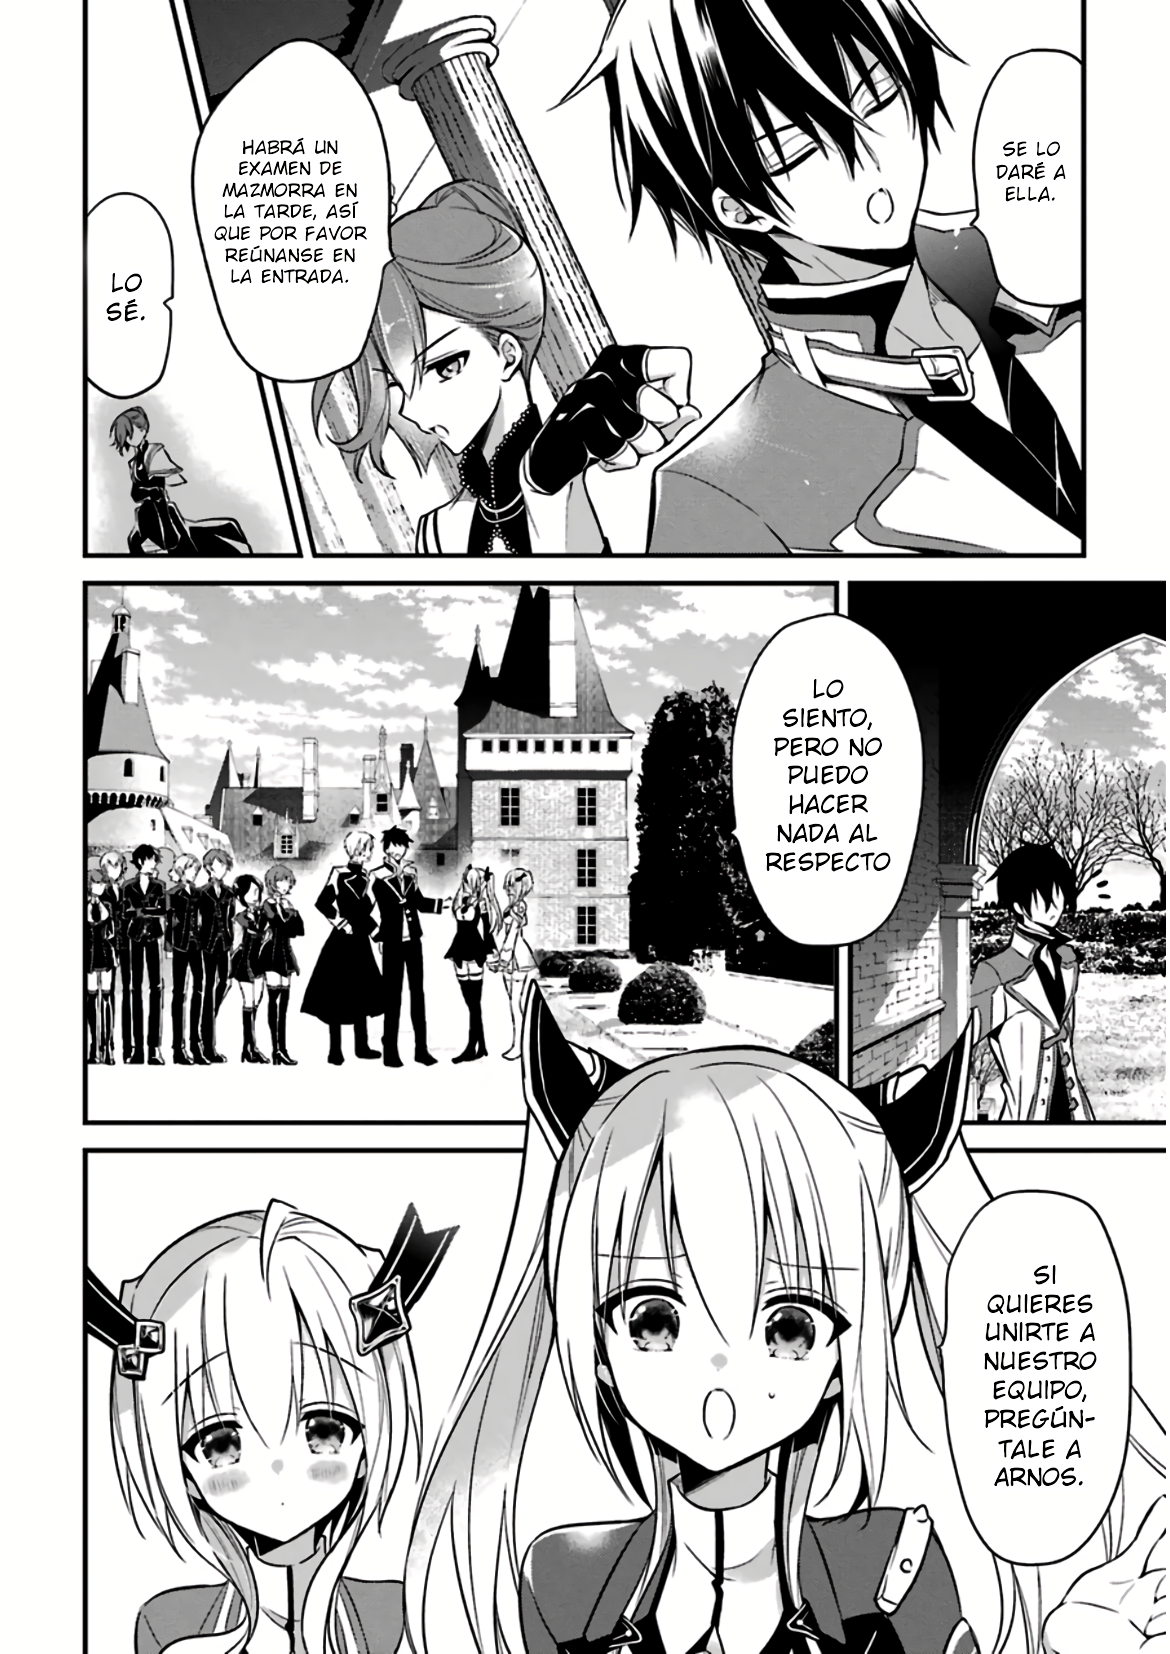 SE LO
DARÉ A
ELLA.
HABRÁ UN
EXAMEN DE
MAZMORRA EN
LA TARDE, ASÍ
QUE POR FAVOR
REÚNANSE EN
LA ENTRADA.
LO
SÉ.
LO
SIENTO,
PERO NO
PUEDO
HACER
NADA AL
RESPECTO
SI
QUIERES
UNIRTE A
NUESTRO
EQUIPO,
PREGÚN-
TALE A
ARNOS.